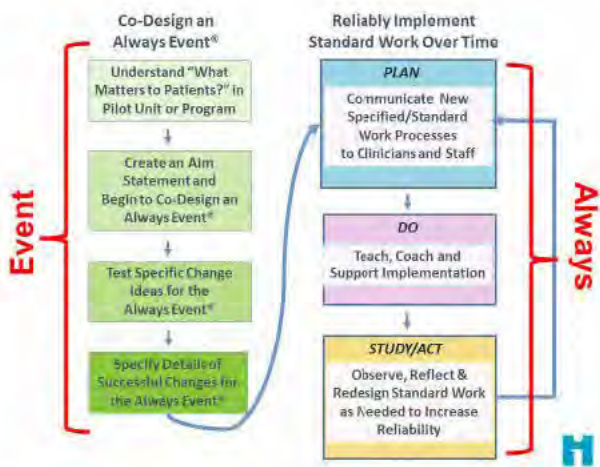 Co-Design an
Always Event®
Understand "What
Matters to Patients?" in
Pilot Unit or Program
Create an Aim
Statement and
Begin to Co-Design an
Always Event®
Test Specific Change
Ideas for the
Always Event®
Specify Details of
Successful Changes for
the Always Event®
Event
Reliably Implement
Standard Work Over Time
PLAN
Communicate New
Specified/Standard
Work Processes
to Clinicians and Staff
DO
Teach, Coach and
Support Implementation
STUDY/ACT
Observe, Reflect &
Redesign Standard Work
as Needed to Increase
Reliability
Always